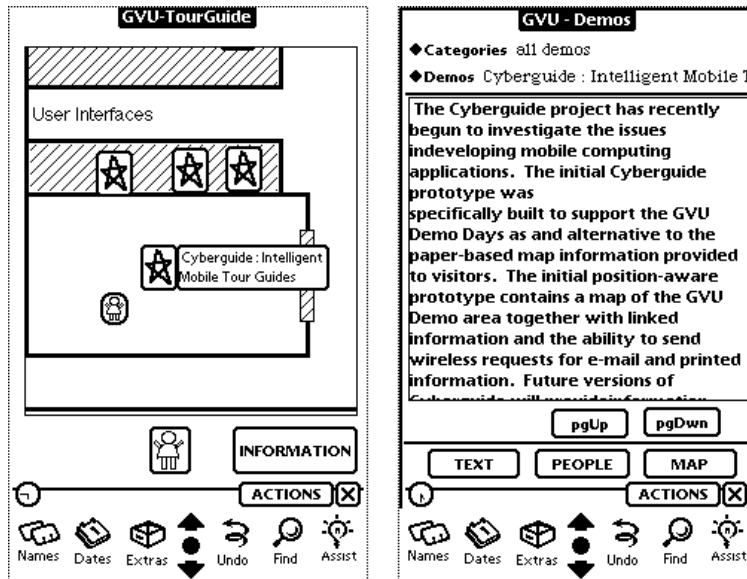 GVU-TourGuide
User Interfaces
Cyberguide : Intelligent
Mobile Tour Guides
INFORMATION
ACTIONS
Names Dates Extras Undo Find Assist
GVU - Demos
◆Categories all demos
◆Demos Cyberguide : Intelligent Mobile T
The Cyberguide project has recently
begun to investigate the issues
indeveloping mobile computing
applications. The initial Cyberguide
prototype was
specifically built to support the GVU
Demo Days as and alternative to the
paper-based map information provided
to visitors. The initial position-aware
prototype contains a map of the GVU
Demo area together with linked
information and the ability to send
wireless requests for e-mail and printed
information. Future versions of
pgUp pgDwn
TEXT PEOPLE MAP
ACTIONS
Names Dates Extras Undo Find Assist